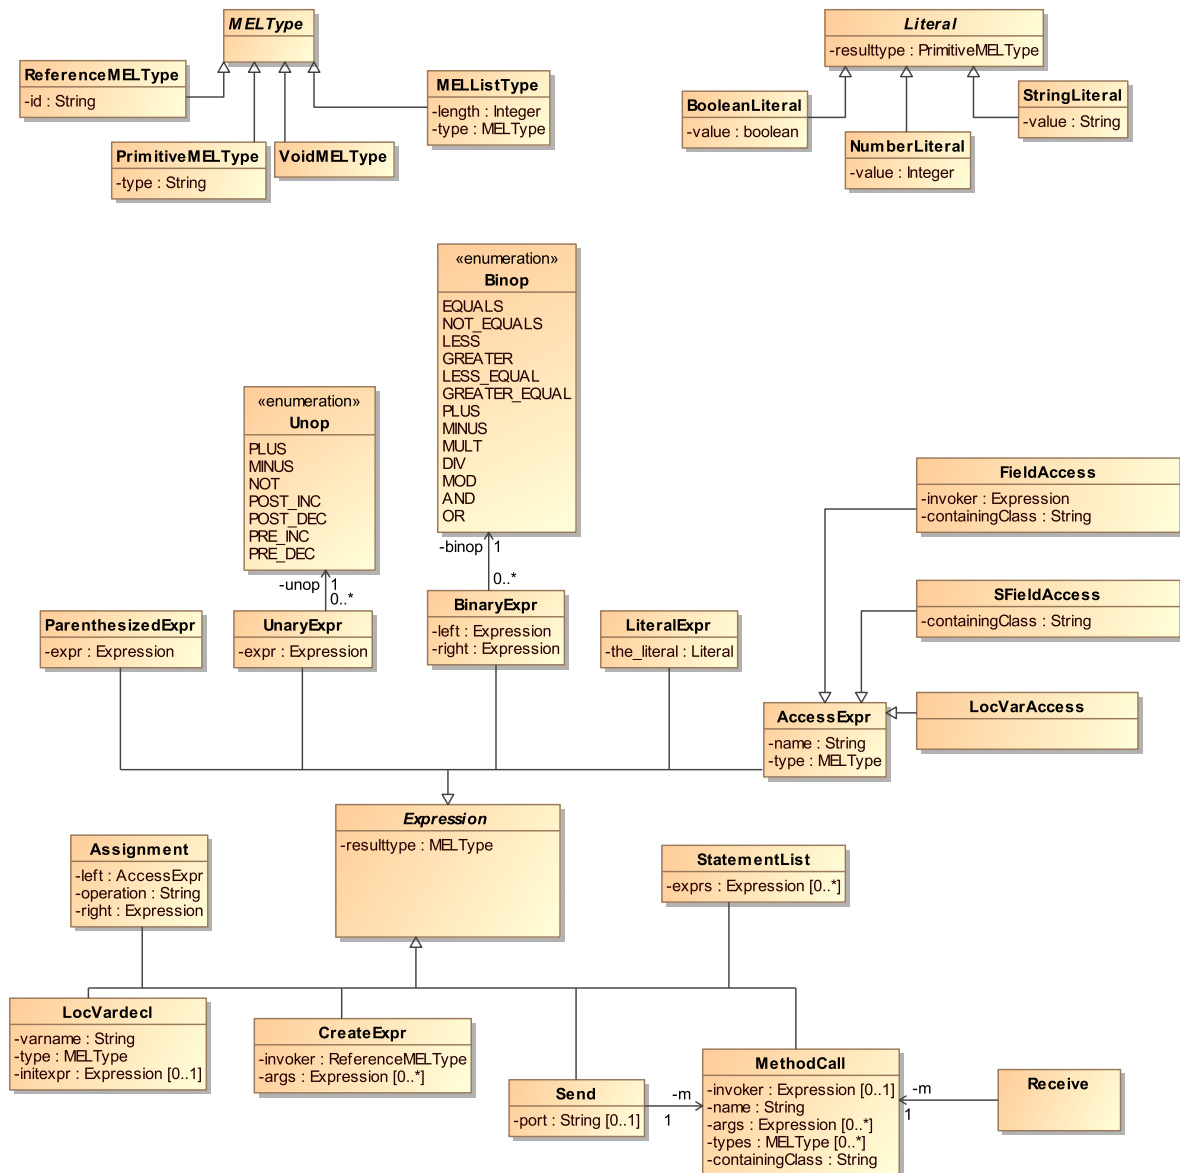 MELType
ReferenceMELType
-id : String
MELListType
-length : Integer
-type : MELType
PrimitiveMELType
-type : String
VoidMELType
Literal
-resulttype : PrimitiveMELType
BooleanLiteral
-value : boolean
StringLiteral
-value : String
NumberLiteral
-value : Integer
«enumeration»
Binop
EQUALS
NOT_EQUALS
LESS
GREATER
LESS_EQUAL
GREATER_EQUAL
PLUS
MINUS
MULT
DIV
MOD
AND
OR
«enumeration»
Unop
PLUS
MINUS
NOT
POST_INC
POST_DEC
PRE_INC
PRE_DEC
-binop 1
0..*
-unop 1
0..*
FieldAccess
-invoker : Expression
-containingClass : String
SFieldAccess
-containingClass : String
LocVarAccess
ParenthesizedExpr
-expr : Expression
UnaryExpr
-expr : Expression
BinaryExpr
-left : Expression
-right : Expression
LiteralExpr
-the_literal : Literal
AccessExpr
-name : String
-type : MELType
Expression
-resulttype : MELType
Assignment
-left : AccessExpr
-operation : String
-right : Expression
StatementList
-exprs : Expression [0..*]
LocVardecl
-varname : String
-type : MELType
-initexpr : Expression [0..1]
CreateExpr
-invoker : ReferenceMELType
-args : Expression [0..*]
Send
-port : String [0..1]
-m
1
MethodCall
-invoker : Expression [0..1]
-name : String
-args : Expression [0..*]
-types : MELType [0..*]
-containingClass : String
-m
1
Receive